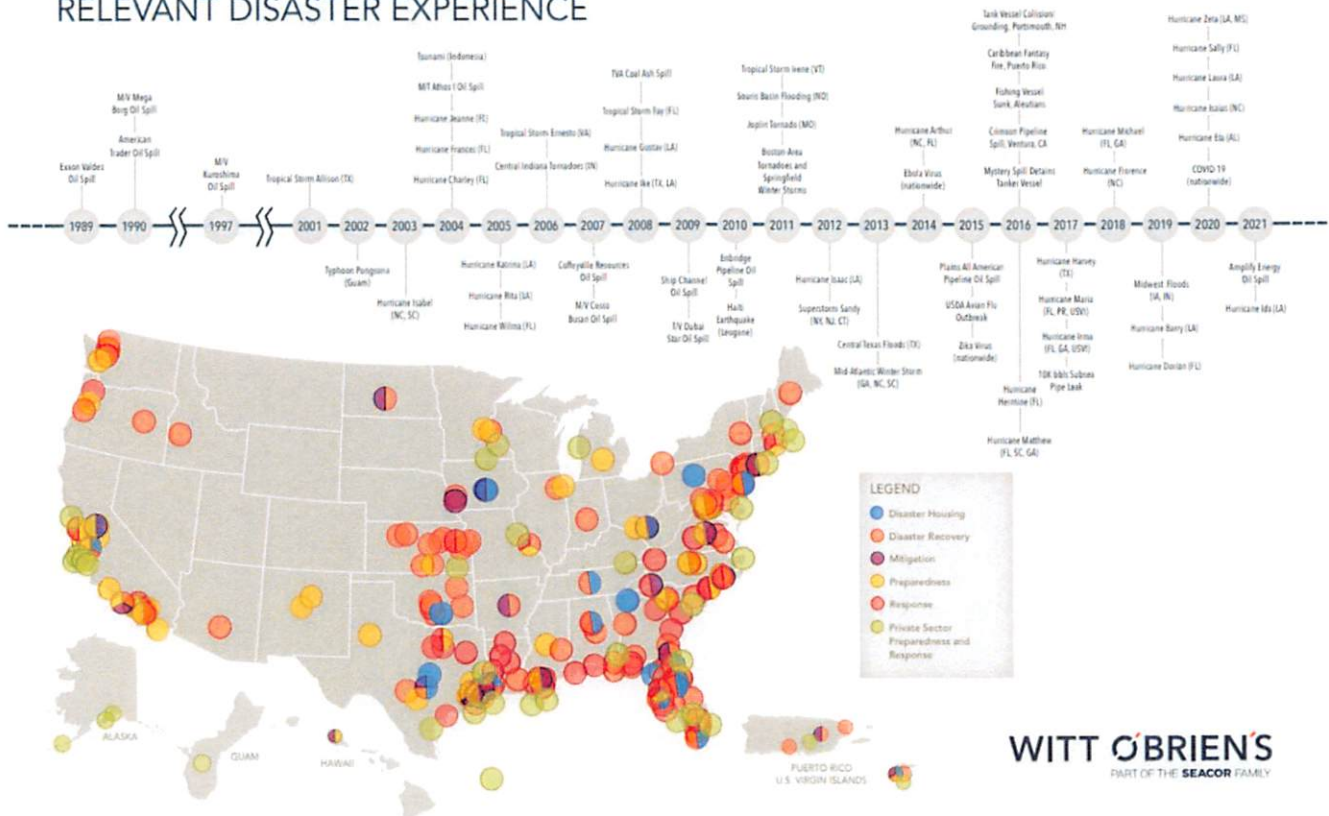 RELEVANT DISASTER EXPERIENCE
Exxon Valdez
Oil Spill
M/V Mega
Borg Oil Spill
American
Trader Oil Spill
M/V
Kuroshima
Oil Spill
Tropical Storm Allison (TX)
Tsunami (Indonesia)
M/T Athos I Oil Spill
Hurricane Jeanne (FL)
Hurricane Frances (FL)
Hurricane Charley (FL)
Tropical Storm Ernesto (VA)
Central Indiana Tornadoes (IN)
TVA Coal Ash Spill
Tropical Storm Fay (FL)
Hurricane Gustav (LA)
Hurricane Ike (TX, LA)
Tropical Storm Irene (VT)
Souris Basin Flooding (ND)
Joplin Tornado (MO)
Boston-Area
Tornadoes and
Springfield
Winter Storms
Hurricane Arthur
(NC, FL)
Ebola Virus
(nationwide)
Tank Vessel Collision/
Grounding, Portsmouth, NH
Caribbean Fantasy
Fire, Puerto Rico
Fishing Vessel
Sunk, Aleutians
Crimson Pipeline
Spill, Ventura, CA
Mystery Spill Detains
Tanker Vessel
Hurricane Michael
(FL, GA)
Hurricane Florence
(NC)
Hurricane Zeta (LA, MS)
Hurricane Sally (FL)
Hurricane Laura (LA)
Hurricane Isaias (NC)
Hurricane Eta (AL)
COVID 19
(nationwide)
1989 1990 1997 2001 2002 2003 2004 2005 2006 2007 2008 2009 2010 2011 2012 2013 2014 2015 2016 2017 2018 2019 2020 2021
Typhoon Pongsona
(Guam)
Hurricane Isabel
(NC, SC)
Hurricane Katrina (LA)
Hurricane Rita (LA)
Hurricane Wilma (FL)
Coffeyville Resources
Oil Spill
M/V Cosco
Busan Oil Spill
Ship Channel
Oil Spill
T/V Dubai
Star Oil Spill
Enbridge
Pipeline Oil
Spill
Haiti
Earthquake
(Leogane)
Hurricane Isaac (LA)
Superstorm Sandy
(NY, NJ, CT)
Central Texas Floods (TX)
Mid-Atlantic Winter Storm
(GA, NC, SC)
Plains All American
Pipeline Oil Spill
USDA Avian Flu
Outbreak
Zika Virus
(nationwide)
Hurricane
Hermine (FL)
Hurricane Matthew
(FL, SC, GA)
Hurricane Harvey
(TX)
Hurricane Maria
(FL, PR, USVI)
Hurricane Irma
(FL, GA, USVI)
10K bbls Subsea
Pipe Leak
Midwest Floods
(IA, IN)
Hurricane Barry (LA)
Hurricane Dorian (FL)
Amplify Energy
Oil Spill
Hurricane Ida (LA)
LEGEND
Disaster Housing
Disaster Recovery
Mitigation
Preparedness
Response
Private Sector
Preparedness and
Response
ALASKA
GUAM
HAWAII
PUERTO RICO
U.S. VIRGIN ISLANDS
WITT O'BRIEN'S
PART OF THE SEACOR FAMILY